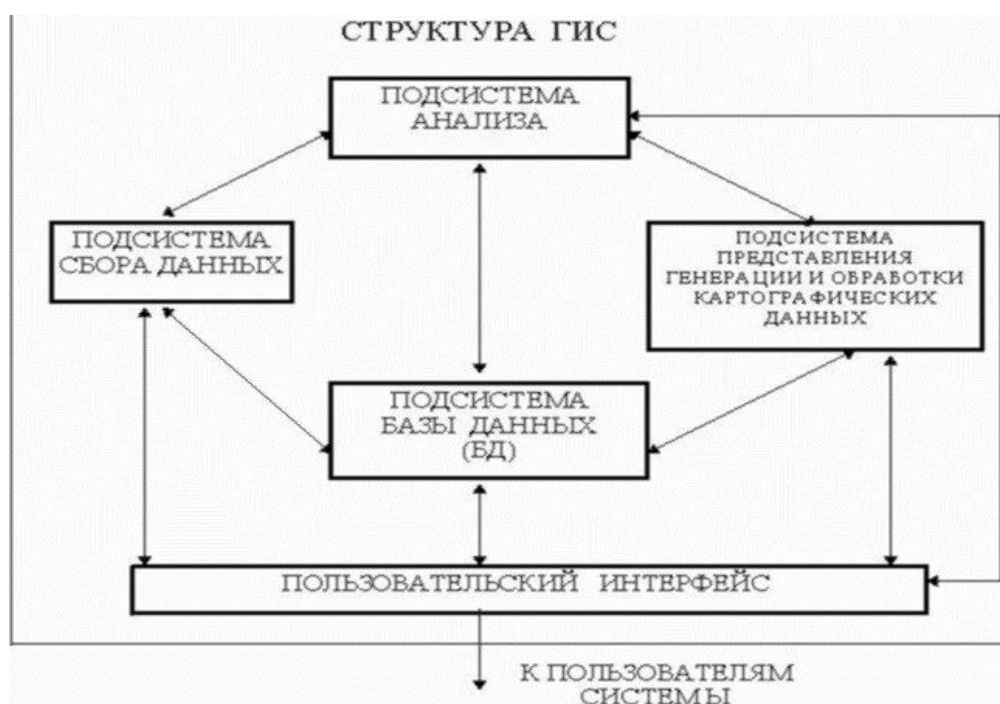 СТРУКТУРА ГИС
ПОДСИСТЕМА
АНАЛИЗА
ПОДСИСТЕМА
СБОРА ДАННЫХ
ПОДСИСТЕМА
ПРЕДСТАВЛЕНИЯ
ГЕНЕРАЦИИ И ОБРАБОТКИ
КАРТОГРАФИЧЕСКИХ
ДАННЫХ
ПОДСИСТЕМА
БАЗЫ ДАННЫХ
(БД)
ПОЛЬЗОВАТЕЛЬСКИЙ ИНТЕРФЕЙС
К ПОЛЬЗОВАТЕЛЯМ
СИСТЕМЫ